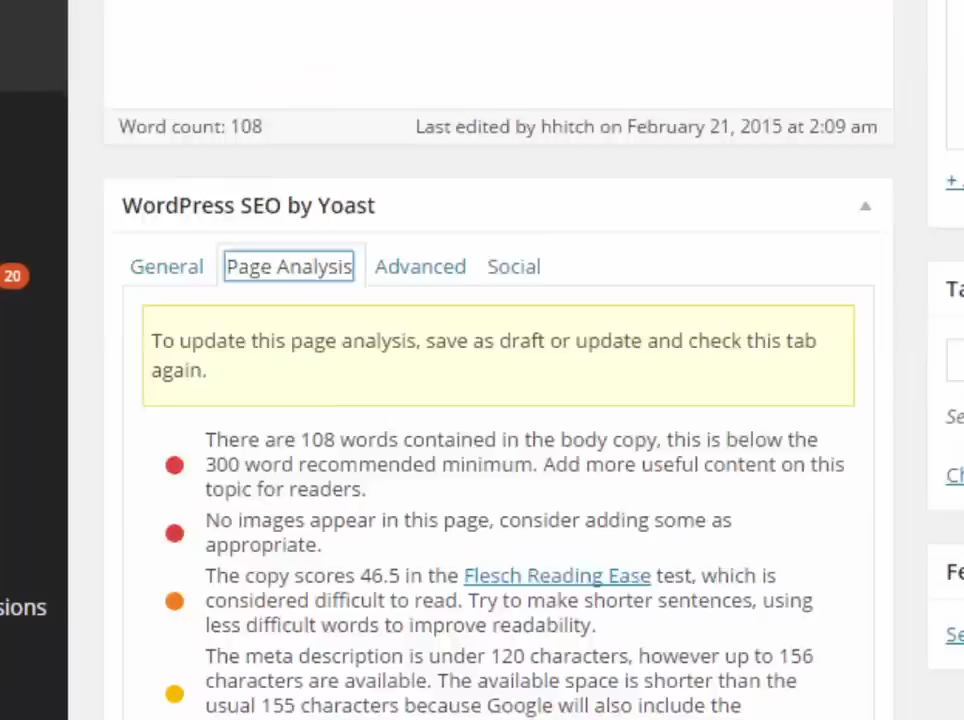 Word count: 108
Last edited by hhitch on February 21, 2015 at 2:09 am
+
WordPress SEO by Yoast
General
Page Analysis
Advanced
Social
20
To update this page analysis, save as draft or update and check this tab
again.
There are 108 words contained in the body copy, this is below the
300 word recommended minimum. Add more useful content on this
topic for readers.
No images appear in this page, consider adding some as
appropriate.
The copy scores 46.5 in the Flesch Reading Ease test, which is
considered difficult to read. Try to make shorter sentences, using
less difficult words to improve readability.
sions
The meta description is under 120 characters, however up to 156
characters are available. The available space is shorter than the
usual 155 characters because Google will also include the